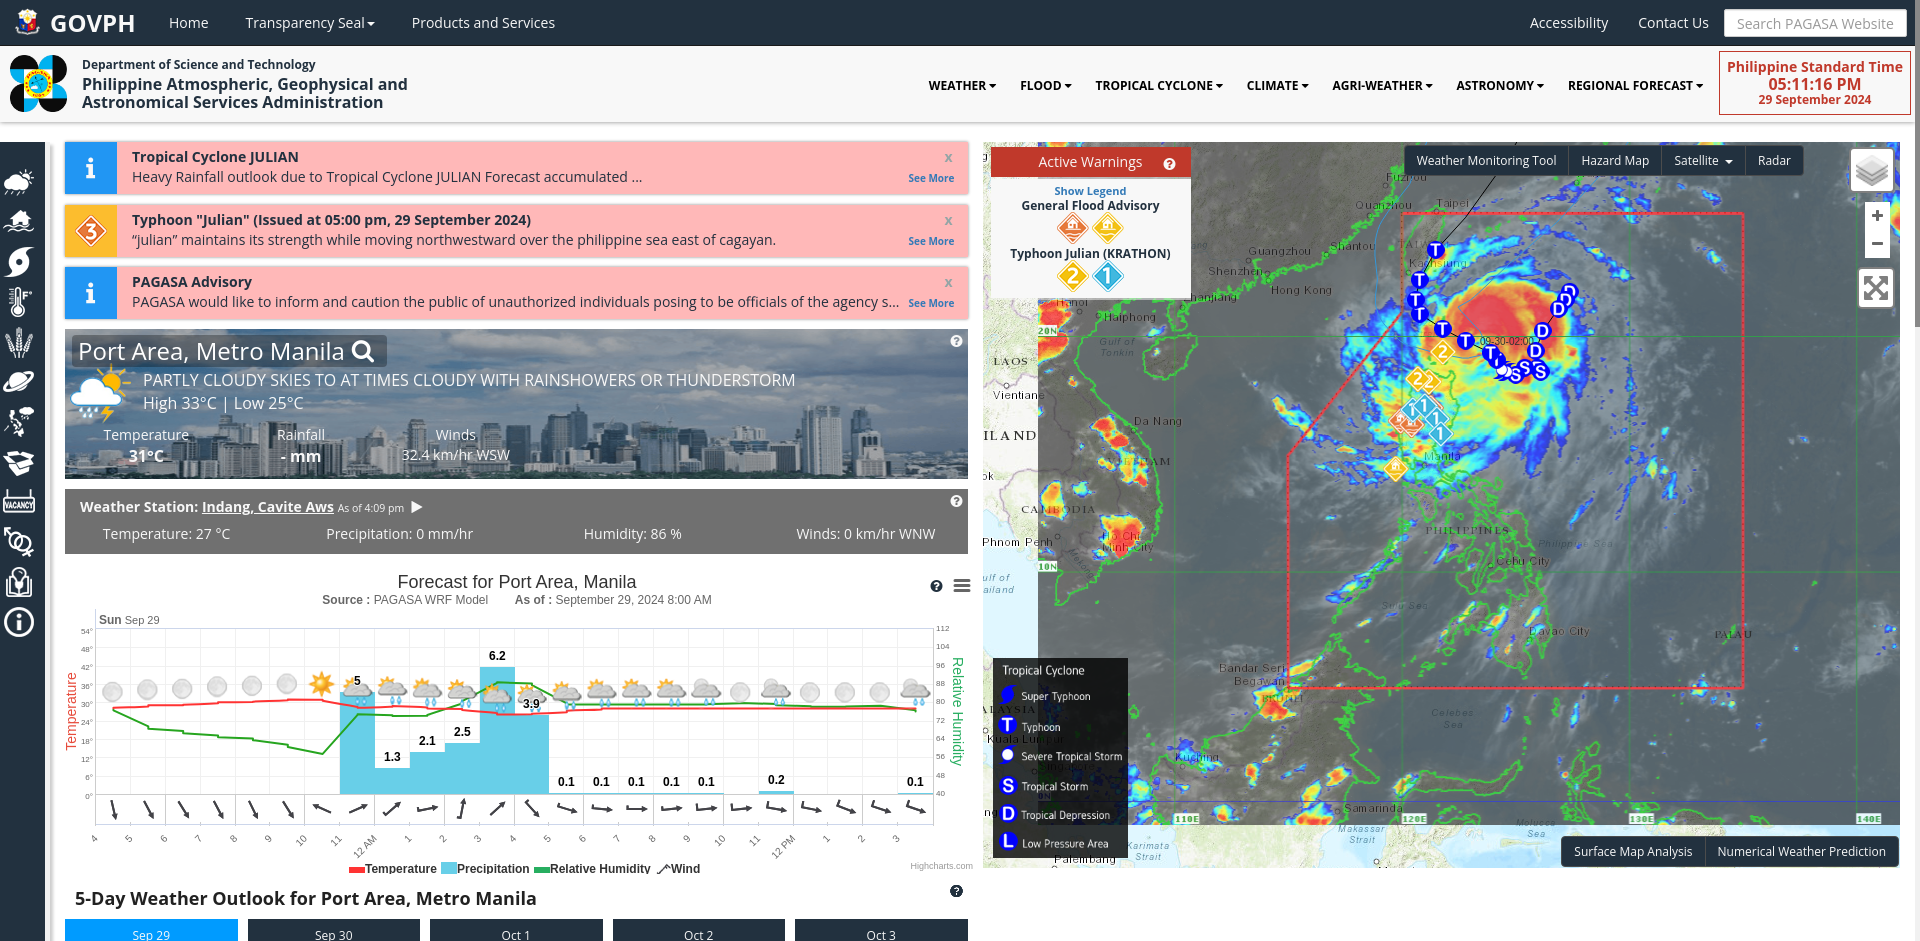 GOVPH
Home
Transparency Seal
Products and Services
Accessibility
Contact Us
Search PAGASA Website
Department of Science and Technology
Philippine Atmospheric, Geophysical and
Astronomical Services Administration
WEATHER
FLOOD
TROPICAL CYCLONE
CLIMATE
AGRI-WEATHER
ASTRONOMY
REGIONAL FORECAST
Philippine Standard Time
05:11:16 PM
29 September 2024
VACANCY
Tropical Cyclone JULIAN
x
Heavy Rainfall outlook due to Tropical Cyclone JULIAN Forecast accumulated ...
See More
3
Typhoon "Julian" (Issued at 05:00 pm, 29 September 2024)
x
“julian” maintains its strength while moving northwestward over the philippine sea east of cagayan.
See More
PAGASA Advisory
x
PAGASA would like to inform and caution the public of unauthorized individuals posing to be officials of the agency s...
See More
Port Area, Metro Manila
PARTLY CLOUDY SKIES TO AT TIMES CLOUDY WITH RAINSHOWERS OR THUNDERSTORM
High 33°C | Low 25°C
Temperature
Rainfall
Winds
31°C
- mm
32.4 km/hr WSW
Weather Station: Indang, Cavite Aws As of 4:09 pm
Temperature: 27 °C
Precipitation: 0 mm/hr
Humidity: 86 %
Winds: 0 km/hr WNW
Forecast for Port Area, Manila
Source : PAGASA WRF Model As of : September 29, 2024 8:00 AM
Sun Sep 29
Temperature
54°
48°
42°
36°
30°
24°
18°
12°
6°
0°
5
1.3
2.1
2.5
6.2
3.9
0.1
0.1
0.1
0.1
0.1
0.2
0.1
112
104
96
88
80
72
64
56
48
40
Relative Humidity
4 5 6 7 8 9 10 11 12 AM 1 2 3 4 5 6 7 8 9 10 11 12 PM 1 2 3
Temperature Precipitation Relative Humidity Wind
Highcharts.com
5-Day Weather Outlook for Port Area, Metro Manila
Sep 29
Sep 30
Oct 1
Oct 2
Oct 3
Active Warnings
Show Legend
General Flood Advisory
Typhoon Julian (KRATHON)
2 1
Weather Monitoring Tool
Hazard Map
Satellite
Radar
+
−
Fuzhou
Taipei
Quanzhou
Guangzhou
Shantou
Shenzhen
Hong Kong
Zhanjiang
Hanoi
Haiphong
20N
Gulf of
Tonkin
LAOS
Vientiane
Da Nang
VIETNAM
CAMBODIA
Phnom Penh
Ho Chi
Minh City
10N
Manila
PHILIPPINES
Cebu City
Sulu Sea
Davao City
PALAU
Bandar Seri
Begawan
BRUNEI
Celebes
Sea
Kuching
Kuala Lumpur
Samarinda
110E
120E
130E
140E
Makassar
Strait
Molucca
Sea
Karimata
Strait
Palembang
Tropical Cyclone
Super Typhoon
T Typhoon
Severe Tropical Storm
S Tropical Storm
D Tropical Depression
L Low Pressure Area
Surface Map Analysis
Numerical Weather Prediction